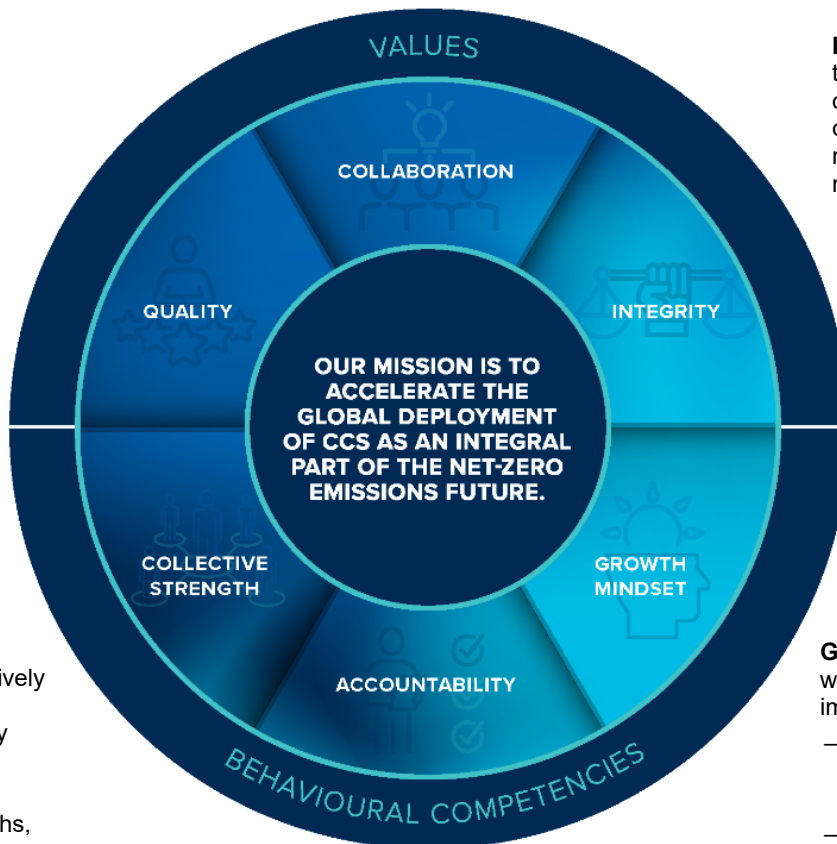 VALUES
COLLABORATION
QUALITY
INTEGRITY
OUR MISSION IS TO
ACCELERATE THE
GLOBAL DEPLOYMENT
OF CCS AS AN INTEGRAL
PART OF THE NET-ZERO
EMISSIONS FUTURE.
COLLECTIVE
STRENGTH
GROWTH
MINDSET
ACCOUNTABILITY
BEHAVIOURAL COMPETENCIES